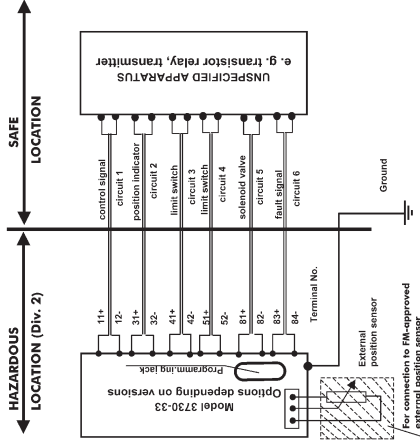 SAFE
LOCATION
UNSPECIFIED APPARATUS
e. g. transistor relay, transmitter
control signal
circuit 1
position indicator
circuit 2
limit switch
circuit 3
limit switch
circuit 4
solenoid valve
circuit 5
fault signal
circuit 6
Ground
HAZARDOUS
LOCATION (Div. 2)
11+
12-
31+
32-
41+
42-
51+
52-
81+
82-
83+
84-
Terminal No.
Programm.ing jack
Model 3730-33
Options depending on versions
External
position sensor
For connection to FM-approved
external position sensor